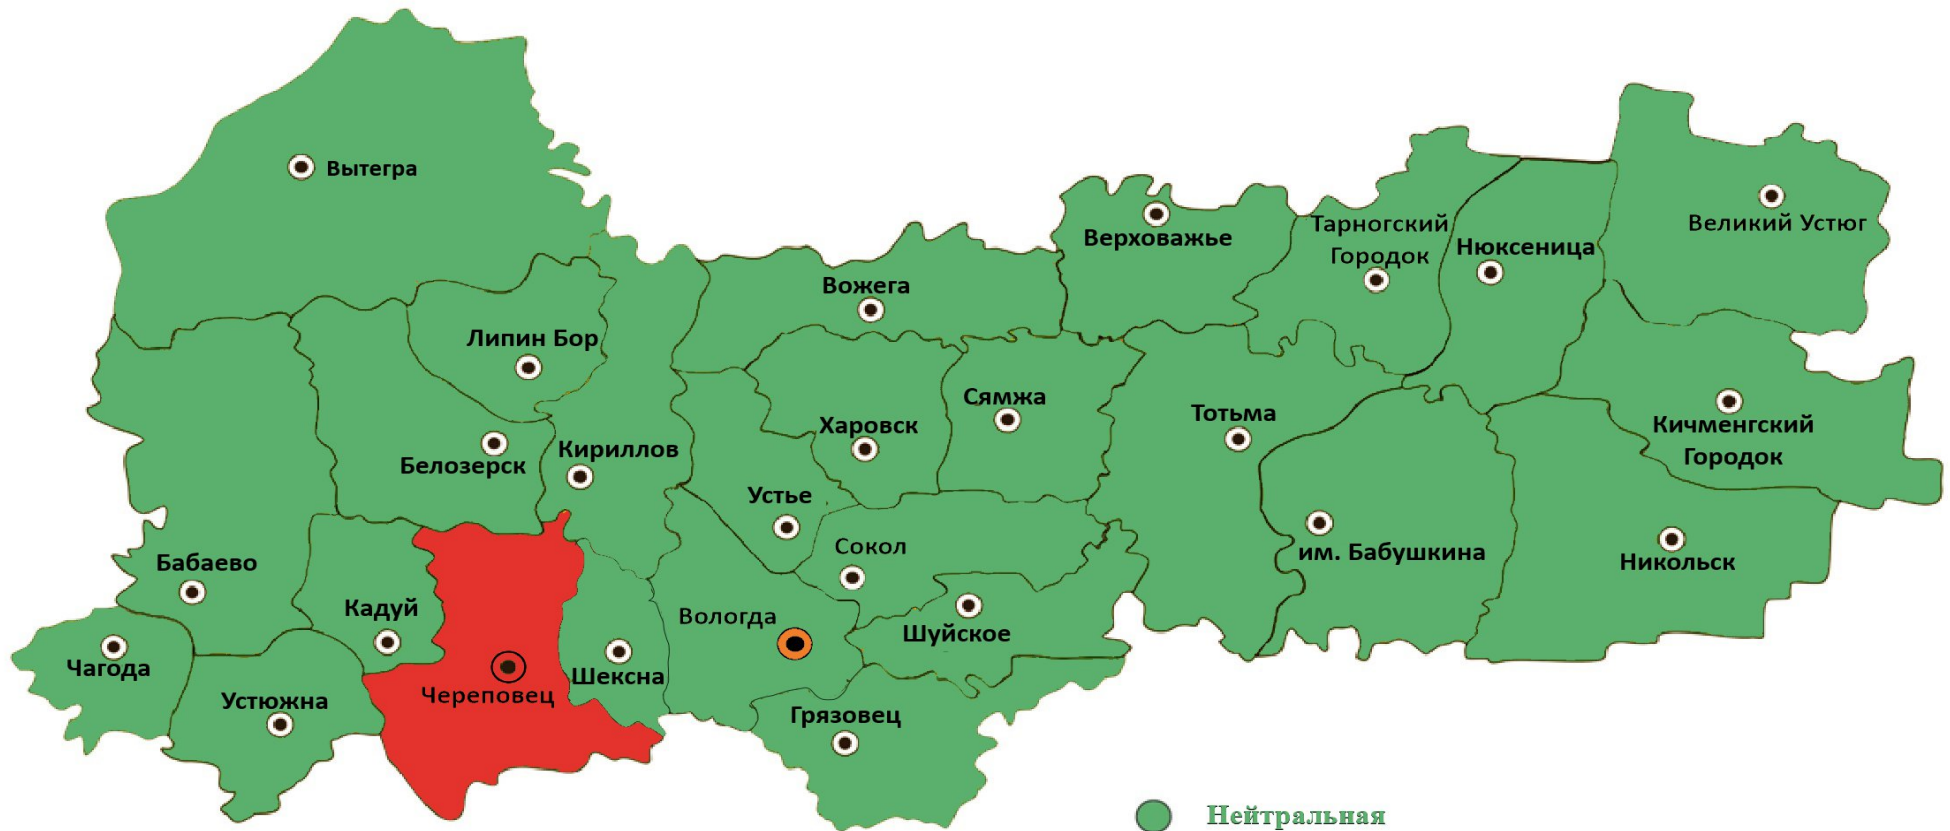 Вытегра
Великий Устюг
Тарногский
Городок
Верховажье
Нюксеница
Вожега
Липин Бор
Сямжа
Тотьма
Харовск
Кичменгский
Городок
Кириллов
Белозерск
Устье
Сокол
им. Бабушкина
Никольск
Бабаево
Кадуй
Вологда
Шуйское
Чагода
Шексна
Череповец
Устюжна
Грязовец
Нейтральная